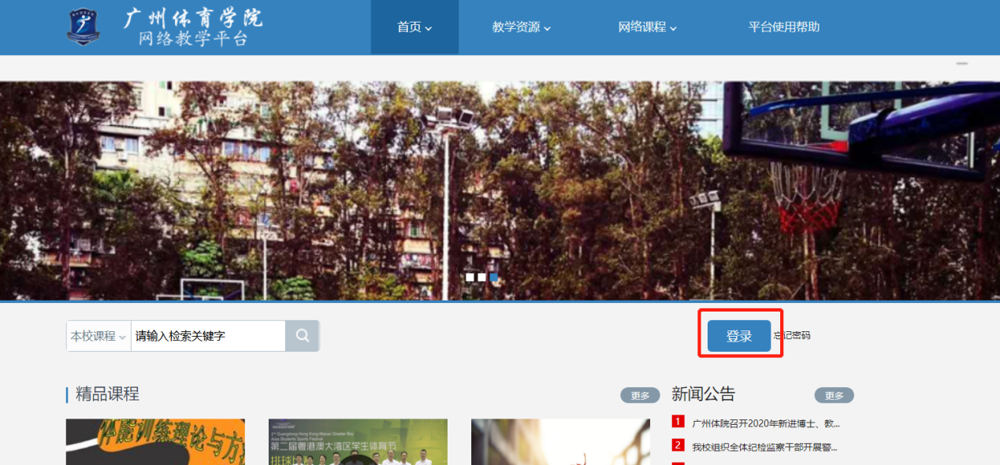 广州体育学院
网络教学平台
首页
教学资源
网络课程
平台使用帮助
本校课程
请输入检索关键字
登录
忘记密码
精品课程
更多
新闻公告
更多
1 广州体院召开2020年新进博士、教...
2 我校组织全体纪检监察干部开展警...
体能训练理论与方
2nd Guangdong Hong Kong Macao Greater Bay
Area Students Sports Festival
第二届粤港澳大湾区学生体育节